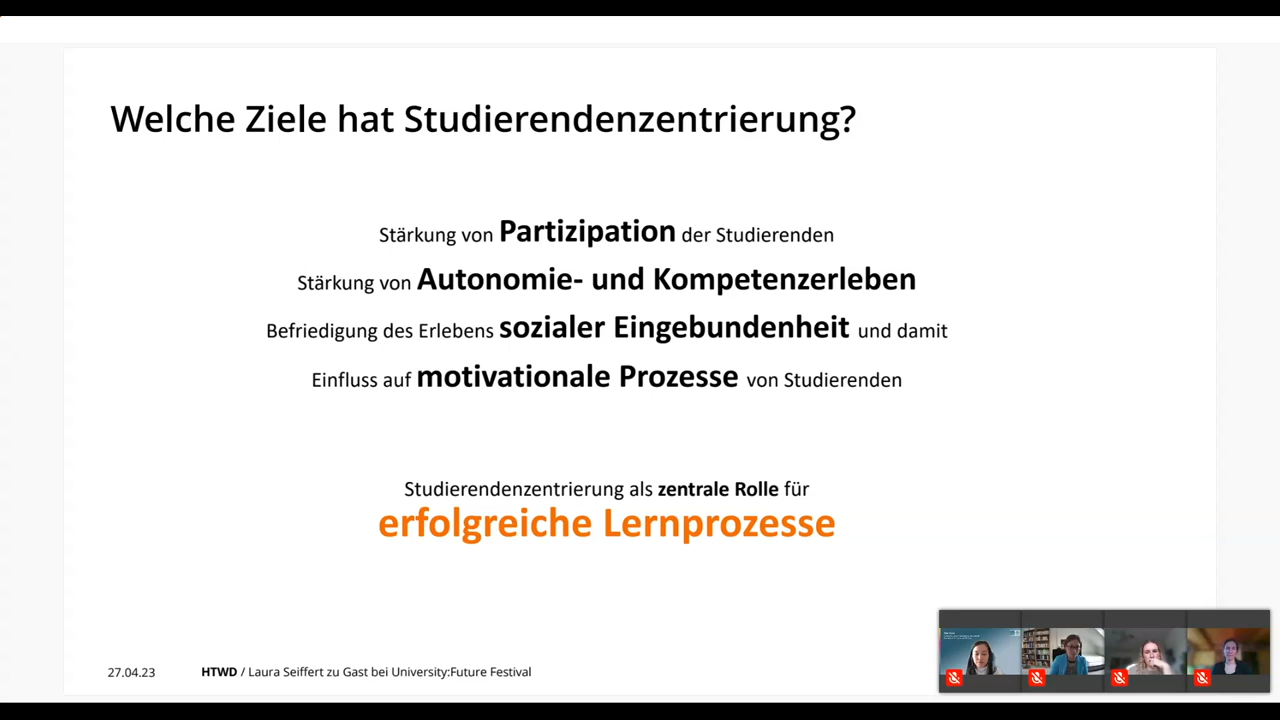 Welche Ziele hat Studierendenzentrierung?
Stärkung von Partizipation der Studierenden
Stärkung von Autonomie- und Kompetenzerleben
Befriedigung des Erlebens sozialer Eingebundenheit und damit
Einfluss auf motivationale Prozesse von Studierenden
Studierendenzentrierung als zentrale Rolle für
erfolgreiche Lernprozesse
27.04.23 HTWD / Laura Seiffert zu Gast bei University:Future Festival